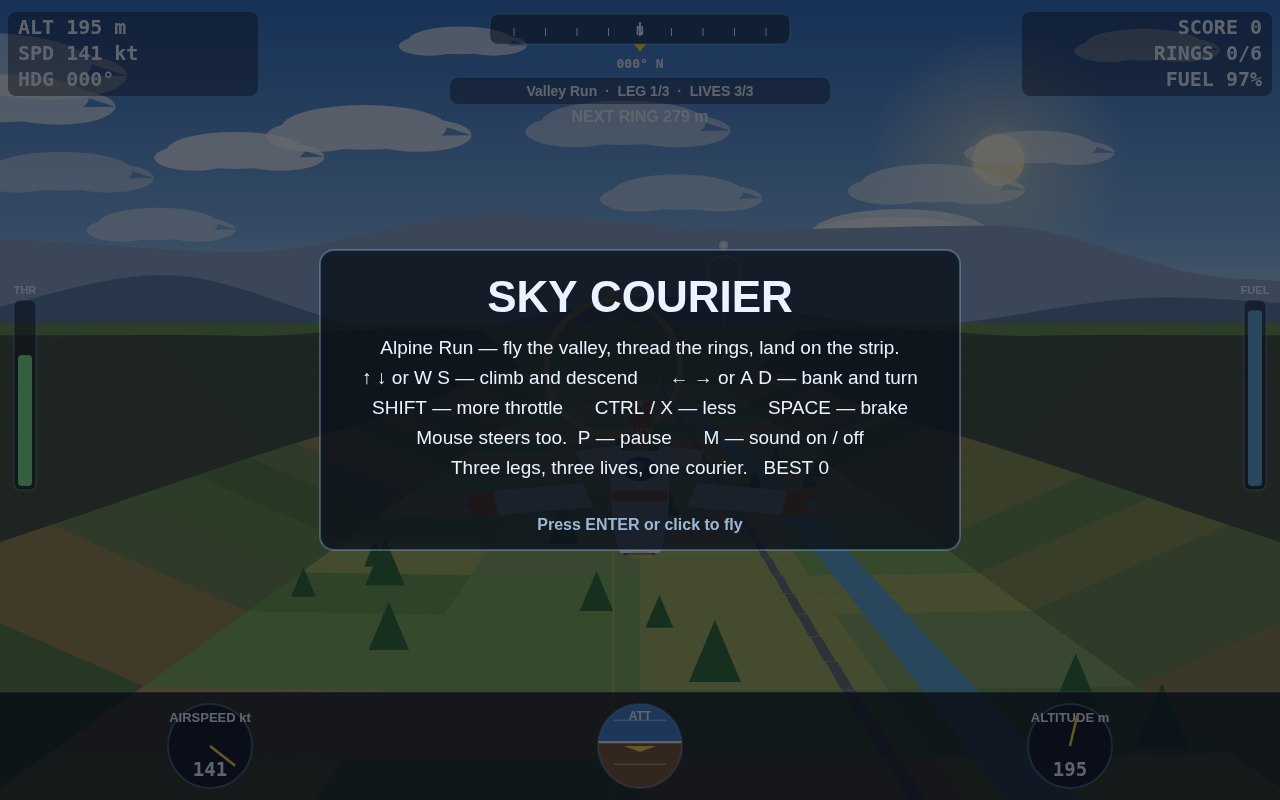 ALT 195 m
SPD 141 kt
HDG 000°
N
000° N
Valley Run · LEG 1/3 · LIVES 3/3
NEXT RING 279 m
SCORE 0
RINGS 0/6
FUEL 97%
THR
FUEL
SKY COURIER
Alpine Run — fly the valley, thread the rings, land on the strip.
↑ ↓ or W S — climb and descend ← → or A D — bank and turn
SHIFT — more throttle CTRL / X — less SPACE — brake
Mouse steers too. P — pause M — sound on / off
Three legs, three lives, one courier. BEST 0
Press ENTER or click to fly
AIRSPEED kt
141
ATT
ALTITUDE m
195